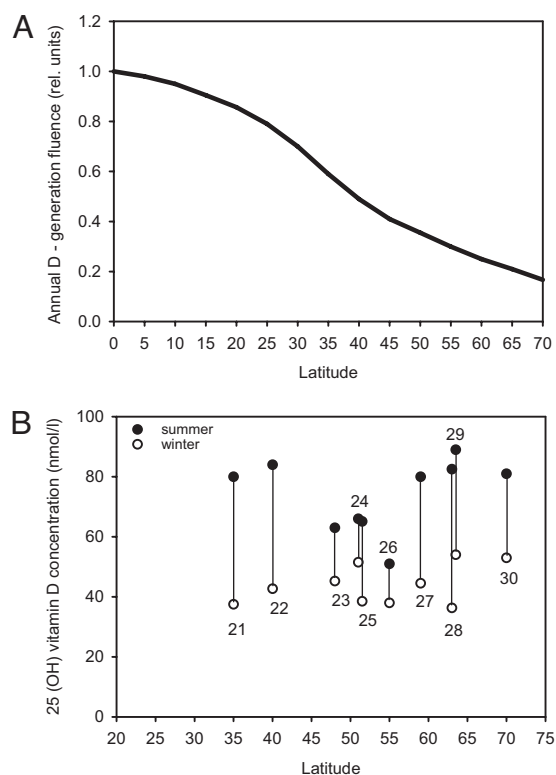 A
Annual D - generation fluence (rel. units)
1.2
1.0
0.8
0.6
0.4
0.2
0.0
0 5 10 15 20 25 30 35 40 45 50 55 60 65 70
Latitude
B
25 (OH) vitamin D concentration (nmol/l)
100
80
60
40
20
0
summer
winter
21
22
23
24
25
26
27
28
29
30
20 25 30 35 40 45 50 55 60 65 70 75
Latitude